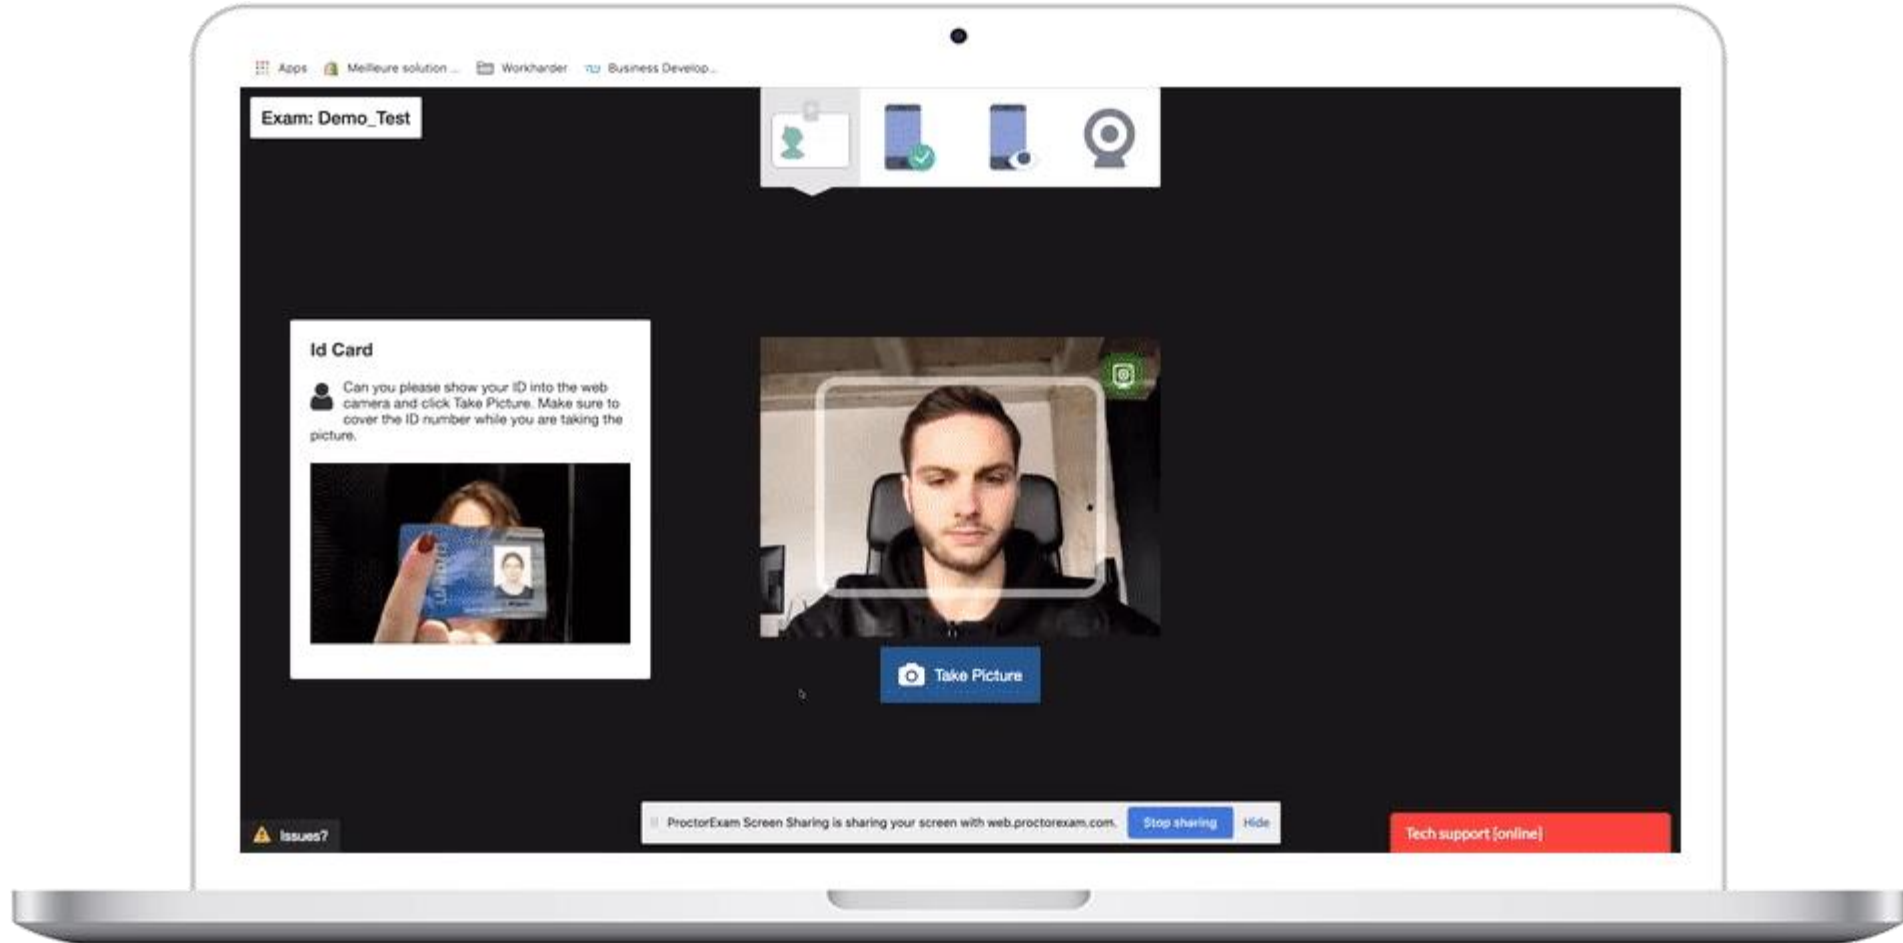 Apps Meilleure solution ... Workharder Business Develop...
Exam: Demo_Test
Id Card
Can you please show your ID into the web
camera and click Take Picture. Make sure to
cover the ID number while you are taking the
picture.
Take Picture
ProctorExam Screen Sharing is sharing your screen with web.proctorexam.com. Stop sharing Hide
Issues?
Tech support [online]